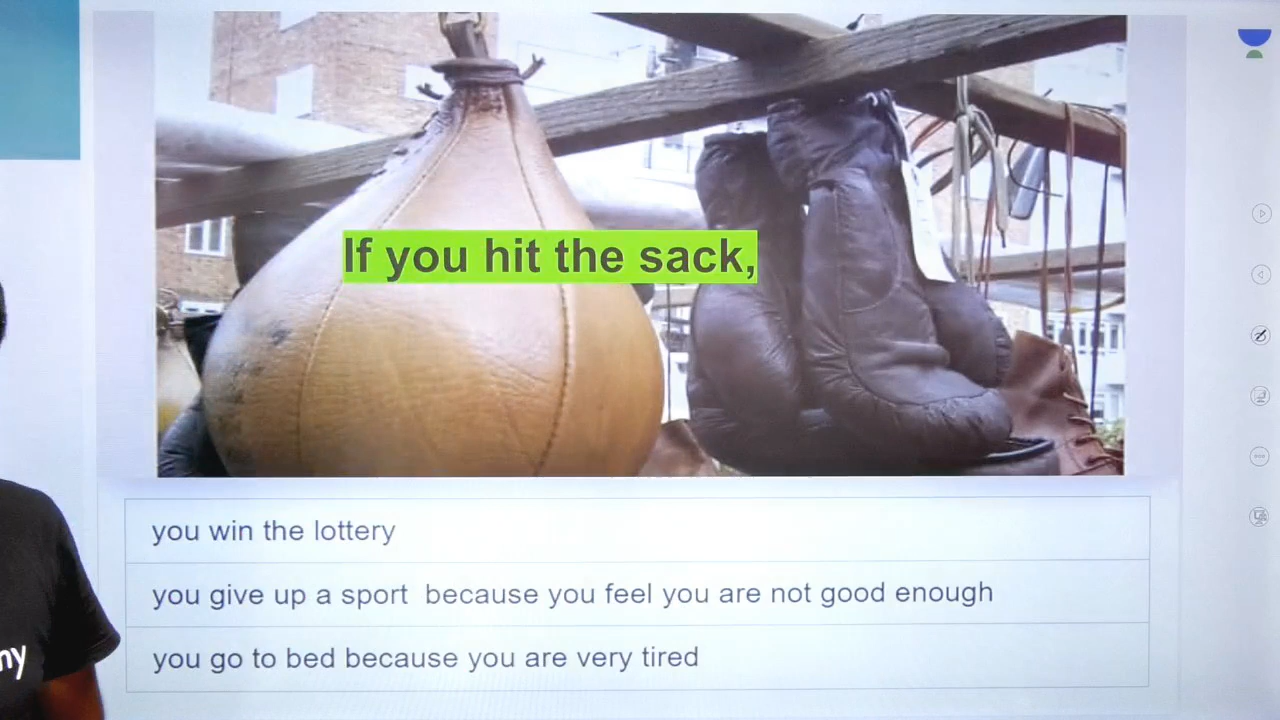 If you hit the sack,
you win the lottery
you give up a sport because you feel you are not good enough
you go to bed because you are very tired
ny